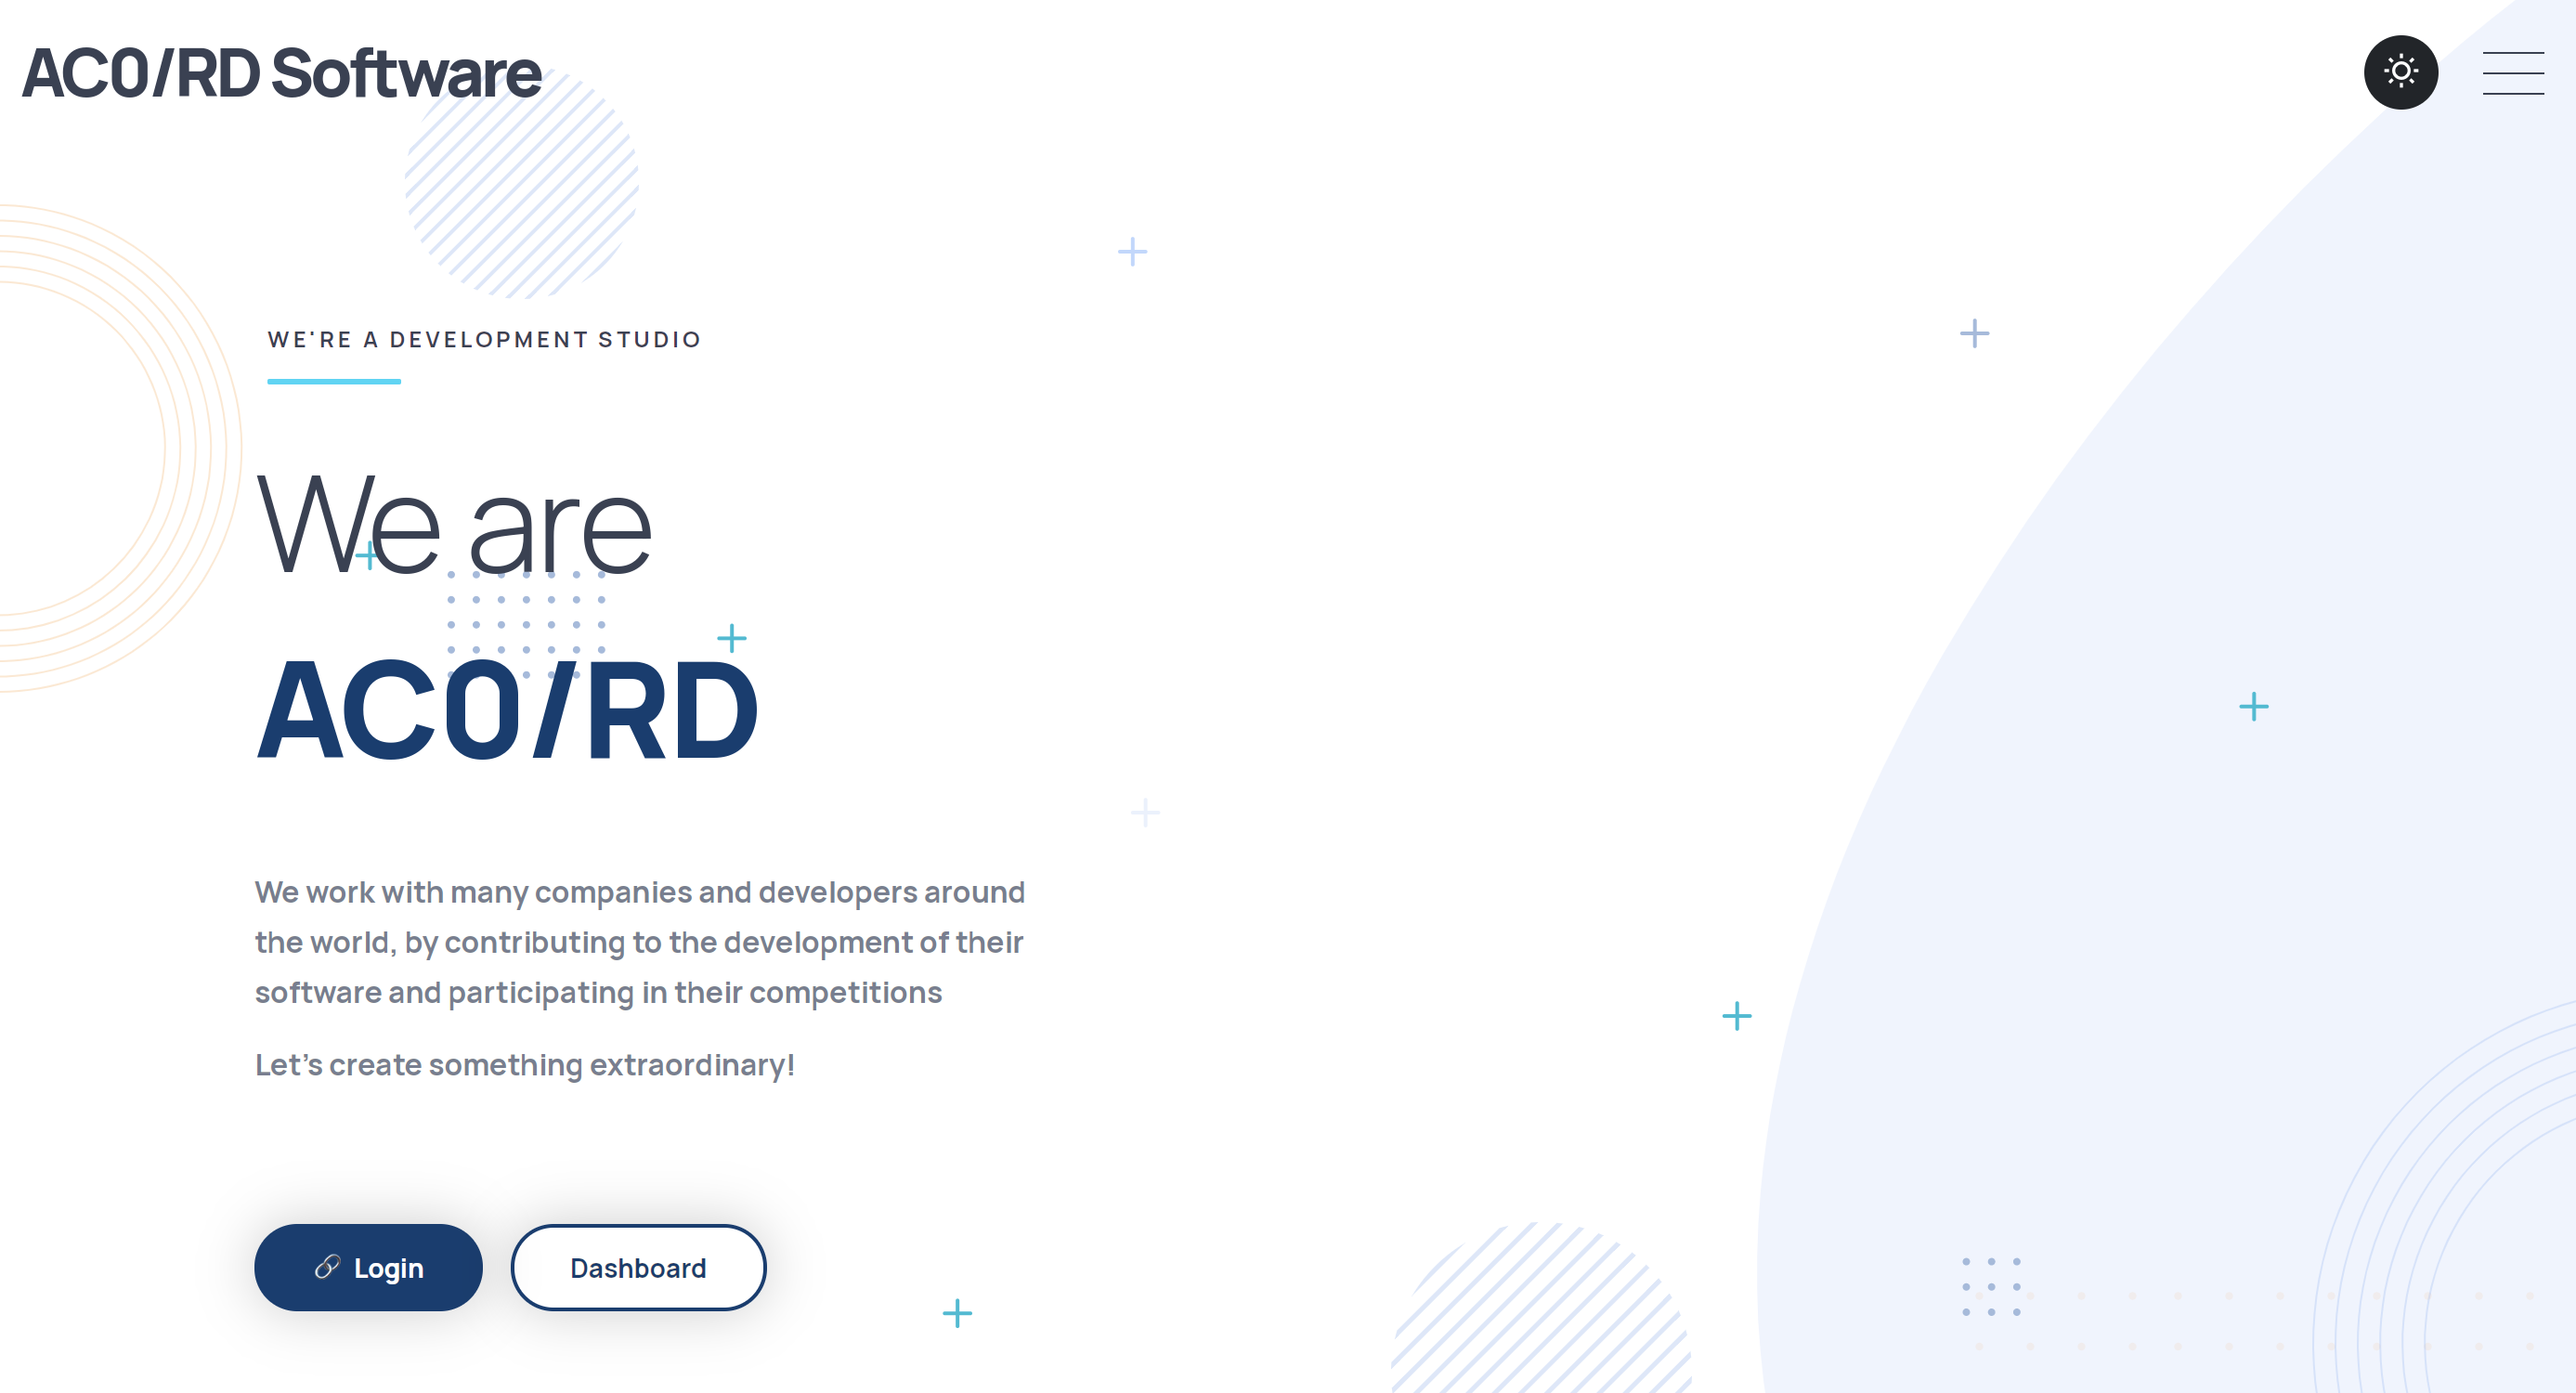 AC0/RD Software
WE'RE A DEVELOPMENT STUDIO
We are
AC0/RD
We work with many companies and developers around
the world, by contributing to the development of their
software and participating in their competitions
Let's create something extraordinary!
Login
Dashboard